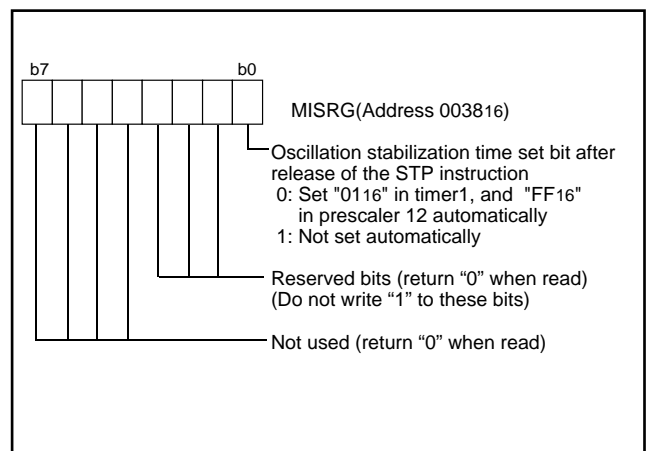 b7 b0
MISRG(Address 003816)
Oscillation stabilization time set bit after
release of the STP instruction
0: Set "0116" in timer1, and "FF16"
in prescaler 12 automatically
1: Not set automatically
Reserved bits (return “0” when read)
(Do not write “1” to these bits)
Not used (return “0” when read)